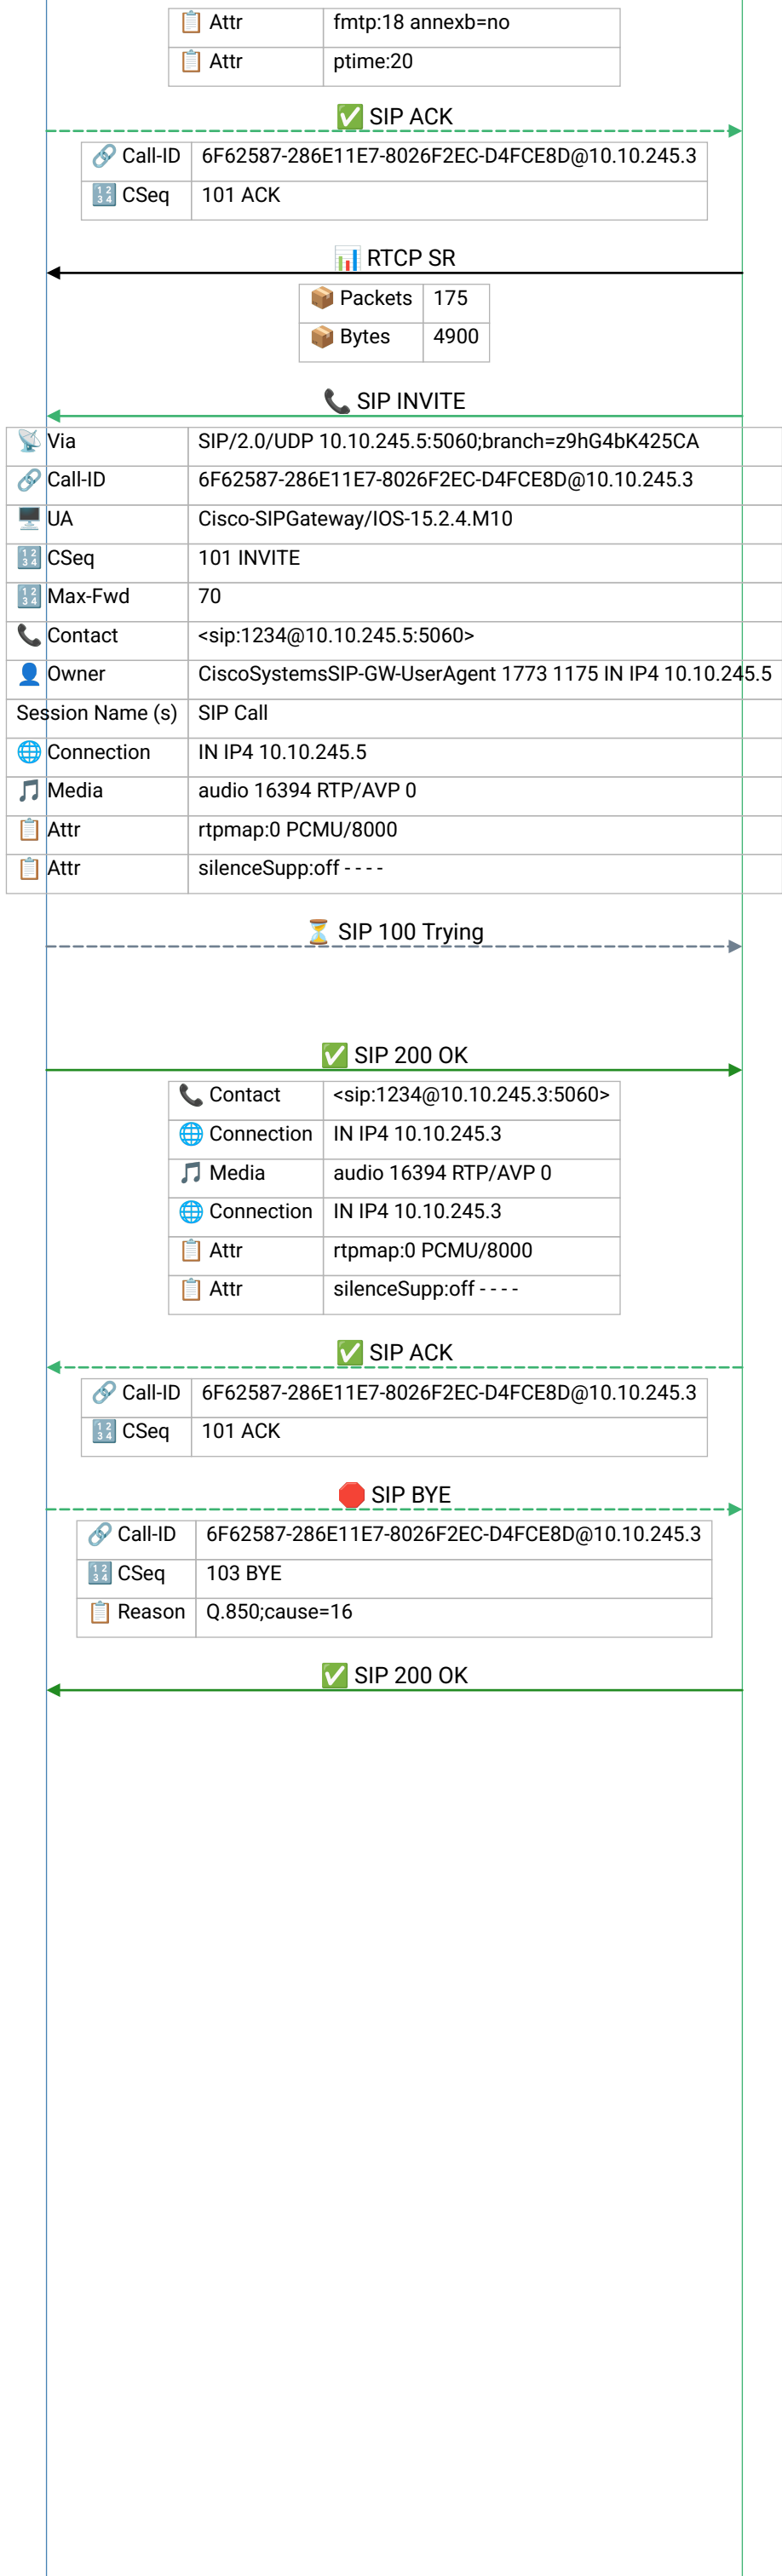 📋 Attr fmtp:18 annexb=no
📋 Attr ptime:20
✅ SIP ACK
🔗 Call-ID 6F62587-286E11E7-8026F2EC-D4FCE8D@10.10.245.3
🔢 CSeq 101 ACK
📊 RTCP SR
📦 Packets 175
📦 Bytes 4900
📞 SIP INVITE
📡 Via SIP/2.0/UDP 10.10.245.5:5060;branch=z9hG4bK425CA
🔗 Call-ID 6F62587-286E11E7-8026F2EC-D4FCE8D@10.10.245.3
🖥️ UA Cisco-SIPGateway/IOS-15.2.4.M10
🔢 CSeq 101 INVITE
🔢 Max-Fwd 70
📞 Contact <sip:1234@10.10.245.5:5060>
👤 Owner CiscoSystemsSIP-GW-UserAgent 1773 1175 IN IP4 10.10.245.5
Session Name (s) SIP Call
🌐 Connection IN IP4 10.10.245.5
🎵 Media audio 16394 RTP/AVP 0
📋 Attr rtpmap:0 PCMU/8000
📋 Attr silenceSupp:off - - - -
⏳ SIP 100 Trying
✅ SIP 200 OK
📞 Contact <sip:1234@10.10.245.3:5060>
🌐 Connection IN IP4 10.10.245.3
🎵 Media audio 16394 RTP/AVP 0
🌐 Connection IN IP4 10.10.245.3
📋 Attr rtpmap:0 PCMU/8000
📋 Attr silenceSupp:off - - - -
✅ SIP ACK
🔗 Call-ID 6F62587-286E11E7-8026F2EC-D4FCE8D@10.10.245.3
🔢 CSeq 101 ACK
🛑 SIP BYE
🔗 Call-ID 6F62587-286E11E7-8026F2EC-D4FCE8D@10.10.245.3
🔢 CSeq 103 BYE
📋 Reason Q.850;cause=16
✅ SIP 200 OK